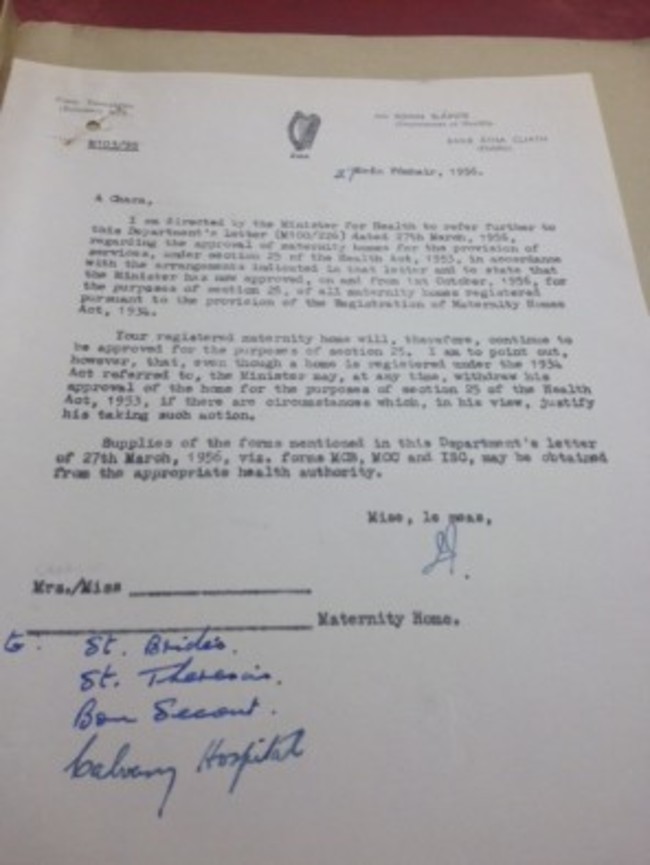 AN ROINN SLÁINTE
Department of Health
BAILE ÁTHA CLIATH
(Dublin)
M103/22
Meán Fómhair, 1956.
A Chara,
I am directed by the Minister for Health to refer further to
this Department's letter (M100/226) dated 27th March, 1956,
regarding the approval of maternity homes for the provision of
services, under section 25 of the Health Act, 1953, in accordance
with the arrangements indicated in that letter and to state that
the Minister has now approved, on and from 1st October, 1956, for
the purposes of section 25, of all maternity homes registered
pursuant to the provision of the Registration of Maternity Homes
Act, 1934.
Your registered maternity home will, therefore, continue to
be approved for the purposes of section 25. I am to point out,
however, that, even though a home is registered under the 1934
Act referred to, the Minister may, at any time, withdraw his
approval of the home for the purposes of section 25 of the Health
Act, 1953, if there are circumstances which, in his view, justify
his taking such action.
Supplies of the forms mentioned in this Department's letter
of 27th March, 1956, viz. forms MCB, MCC and ISC, may be obtained
from the appropriate health authority.
Mise, le meas,
Mrs./Miss
Maternity Home.
St. Brides.
St. Theresa's.
Bon Secour.
Calvary Hospital